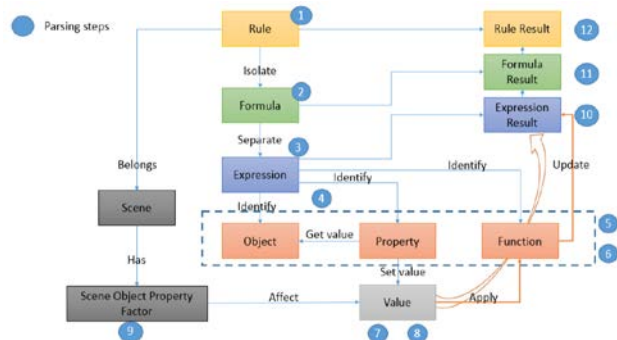 Parsing steps
1
Rule
Rule Result
12
Isolate
Formula
Result
11
2
Formula
Expression
Result
10
Separate
3
Belongs
Expression
Identify
Identify
4
Update
Identify
Scene
5
Object
Get value
Property
Function
6
Has
Set value
Scene Object Property
Factor
Affect
Value
Apply
9
7
8